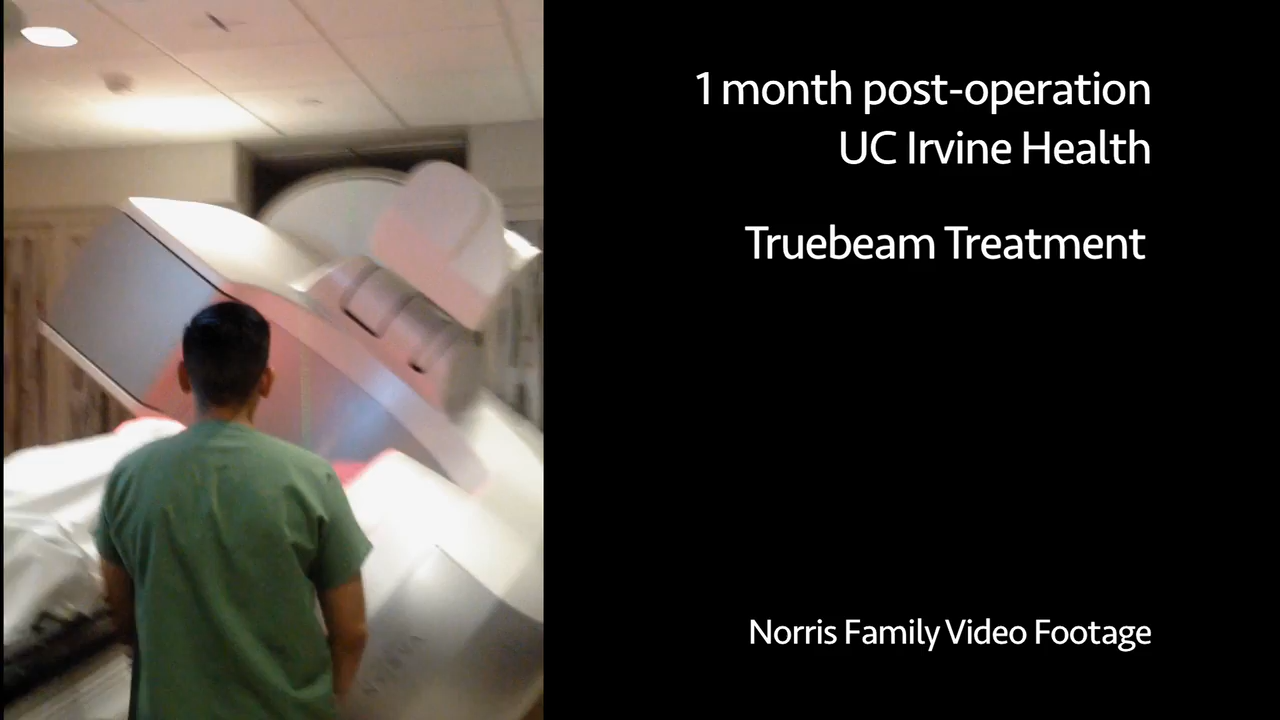 1 month post-operation
UC Irvine Health
Truebeam Treatment
Norris Family Video Footage